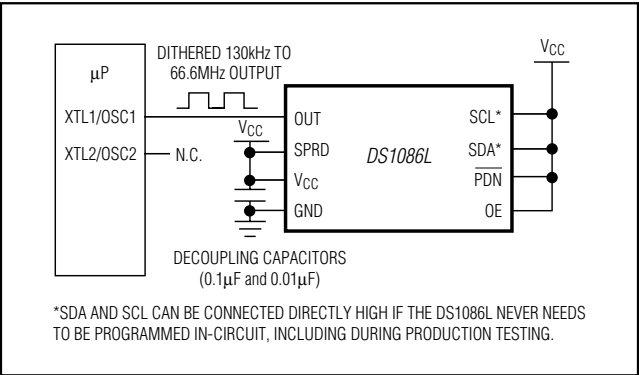 μP
DITHERED 130kHz TO
66.6MHz OUTPUT
VCC
XTL1/OSC1
OUT
SCL*
VCC
XTL2/OSC2
N.C.
SPRD
DS1086L
SDA*
VCC
PDN
GND
OE
DECOUPLING CAPACITORS
(0.1μF and 0.01μF)
*SDA AND SCL CAN BE CONNECTED DIRECTLY HIGH IF THE DS1086L NEVER NEEDS
TO BE PROGRAMMED IN-CIRCUIT, INCLUDING DURING PRODUCTION TESTING.